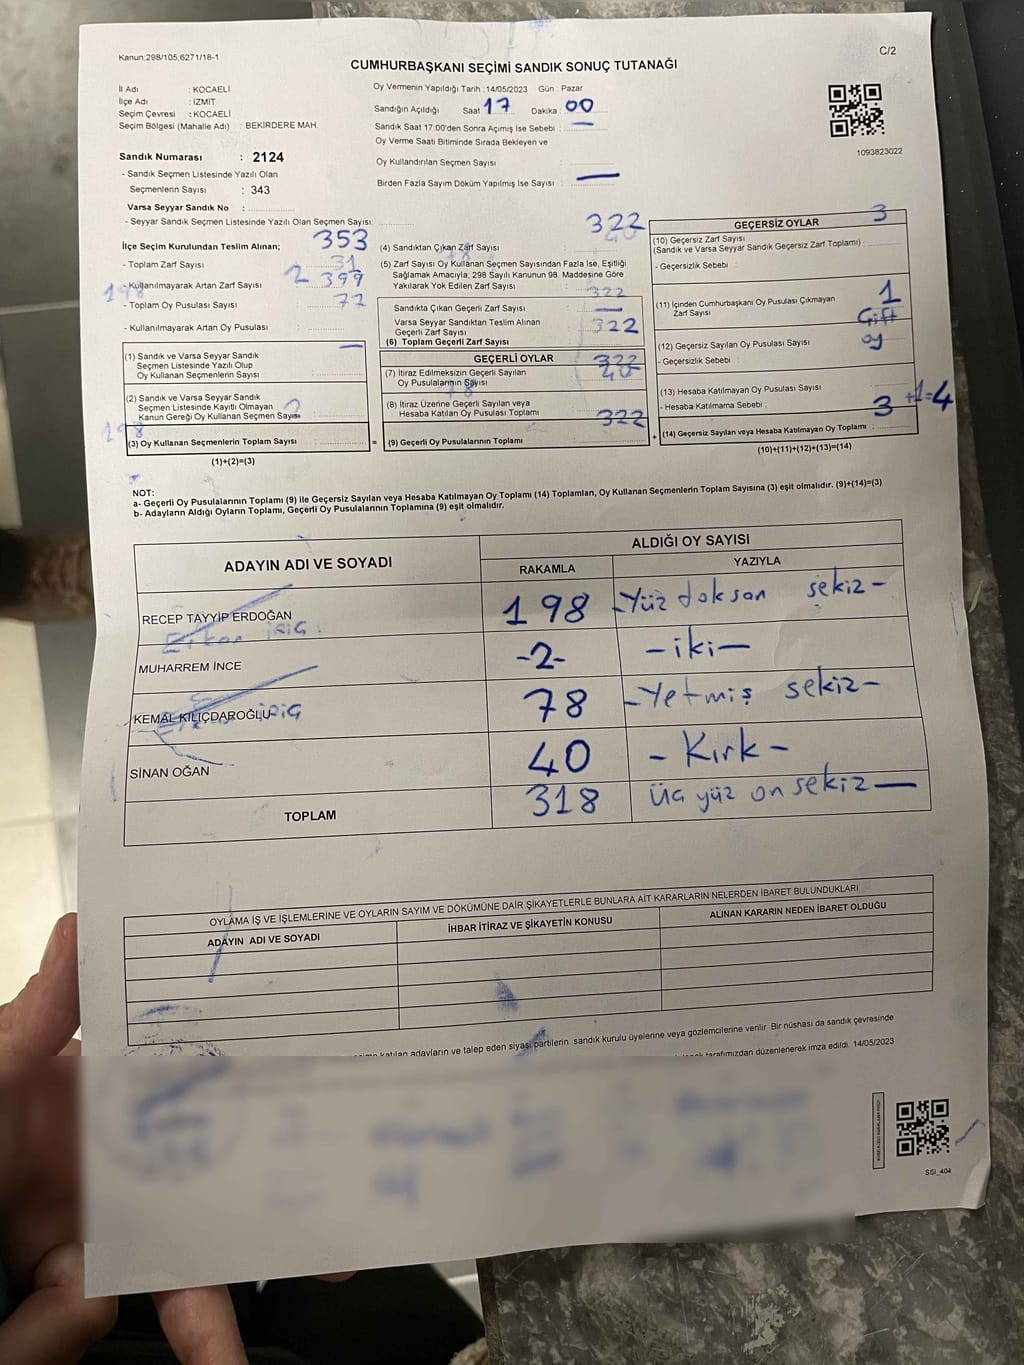 Kanun;298/105;6271/18-1
C/2
CUMHURBAŞKANI SEÇİMİ SANDIK SONUÇ TUTANAĞI
İl Adı : KOCAELİ
İlçe Adı : İZMİT
Seçim Çevresi : KOCAELİ
Seçim Bölgesi (Mahalle Adı) : BEKİRDERE MAH.
Oy Vermenin Yapıldığı Tarih :14/05/2023 Gün : Pazar
Sandığın Açıldığı Saat 17 Dakika : 00
Sandık Saat 17:00'den Sonra Açımış İse Sebebi :
Oy Verme Saati Bitiminde Sırada Bekleyen ve
Oy Kullandırılan Seçmen Sayısı
Birden Fazla Sayım Döküm Yapılmış İse Sayısı :
1093823022
Sandık Numarası : 2124
- Sandık Seçmen Listesinde Yazılı Olan
Seçmenlerin Sayısı : 343
Varsa Seyyar Sandık No :
- Seyyar Sandık Seçmen Listesinde Yazılı Olan Seçmen Sayısı:
İlçe Seçim Kurulundan Teslim Alınan;
353
- Toplam Zarf Sayısı
31
- Kullanılmayarak Artan Zarf Sayısı
399
- Toplam Oy Pusulası Sayısı
77
- Kullanılmayarak Artan Oy Pusulası
(1) Sandık ve Varsa Seyyar Sandık
Seçmen Listesinde Yazılı Olup
Oy Kullanan Seçmenlerin Sayısı
(2) Sandık ve Varsa Seyyar Sandık
Seçmen Listesinde Kayıtlı Olmayan
Kanun Gereği Oy Kullanan Seçmen Sayısı
(3) Oy Kullanan Seçmenlerin Toplam Sayısı
(1)+(2)=(3)
322
(4) Sandıktan Çıkan Zarf Sayısı
(5) Zarf Sayısı Oy Kullanan Seçmen Sayısından Fazla İse, Eşitliği
Sağlamak Amacıyla; 298 Sayılı Kanunun 98. Maddesine Göre
Yakılarak Yok Edilen Zarf Sayısı
322
Sandıkta Çıkan Geçerli Zarf Sayısı
Varsa Seyyar Sandıktan Teslim Alınan
Geçerli Zarf Sayısı
322
(6) Toplam Geçerli Zarf Sayısı
GEÇERLİ OYLAR
322
(7) İtiraz Edilmeksizin Geçerli Sayılan
Oy Pusulalarının Sayısı
(8) İtiraz Üzerine Geçerli Sayılan veya
Hesaba Katılan Oy Pusulası Toplamı
322
= (9) Geçerli Oy Pusulalarının Toplamı
GEÇERSİZ OYLAR
3
(10) Geçersiz Zarf Sayısı
(Sandık ve Varsa Seyyar Sandık Geçersiz Zarf Toplamı) :
- Geçersizlik Sebebi :
(11) İçinden Cumhurbaşkanı Oy Pusulası Çıkmayan
Zarf Sayısı
1
Çift
oy
(12) Geçersiz Sayılan Oy Pusulası Sayısı
- Geçersizlik Sebebi :
(13) Hesaba Katılmayan Oy Pusulası Sayısı
- Hesaba Katılmama Sebebi :
3 +1=4
+ (14) Geçersiz Sayılan veya Hesaba Katılmayan Oy Toplamı :
(10)+(11)+(12)+(13)=(14)
NOT:
a- Geçerli Oy Pusulalarının Toplamı (9) ile Geçersiz Sayılan veya Hesaba Katılmayan Oy Toplamı (14) Toplamları, Oy Kullanan Seçmenlerin Toplam Sayısına (3) eşit olmalıdır. (9)+(14)=(3)
b- Adayların Aldığı Oyların Toplamı, Geçerli Oy Pusulalarının Toplamına (9) eşit olmalıdır.
ADAYIN ADI VE SOYADI
ALDIĞI OY SAYISI
RAKAMLA YAZIYLA
RECEP TAYYİP ERDOĞAN 198 -Yüz doksan sekiz-
MUHARREM İNCE -2- -iki-
KEMAL KILIÇDAROĞLU 78 -Yetmiş sekiz-
SİNAN OĞAN 40 -Kırk-
TOPLAM 318 Üç yüz on sekiz-
OYLAMA İŞ VE İŞLEMLERİNE VE OYLARIN SAYIM VE DÖKÜMÜNE DAİR ŞİKAYETLERLE BUNLARA AİT KARARLARIN NELERDEN İBARET BULUNDUKLARI
ADAYIN ADI VE SOYADI İHBAR İTİRAZ VE ŞİKAYETİN KONUSU ALINAN KARARIN NEDEN İBARET OLDUĞU
katılan adayların ve talep eden siyasi partilerin sandık kurulu üyelerine veya gözlemcilerine verilir. Bir nüshası da sandık çevresinde
tarafımızdan düzenlenerek imza edildi. 14/05/2023
SSI_404